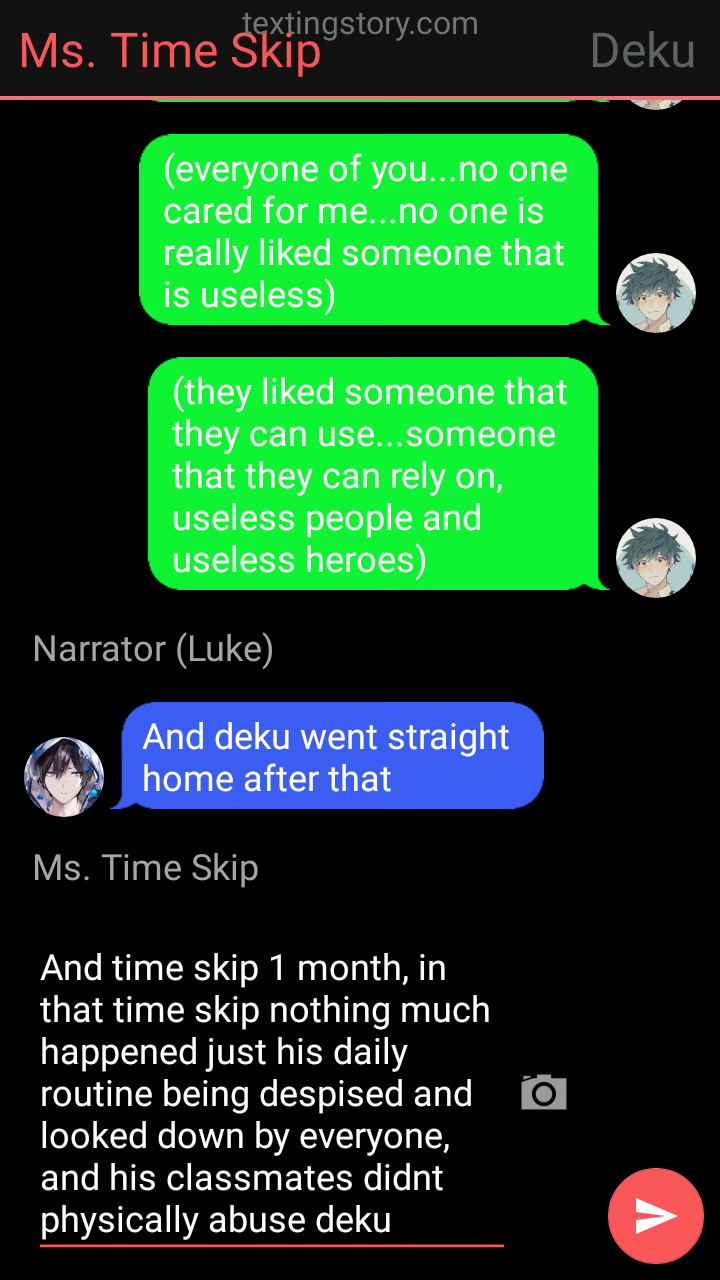 textingstory.com
Ms. Time Skip
Deku
(everyone of you...no one
cared for me...no one is
really liked someone that
is useless)
(they liked someone that
they can use...someone
that they can rely on,
useless people and
useless heroes)
Narrator (Luke)
And deku went straight
home after that
Ms. Time Skip
And time skip 1 month, in
that time skip nothing much
happened just his daily
routine being despised and
looked down by everyone,
and his classmates didnt
physically abuse deku